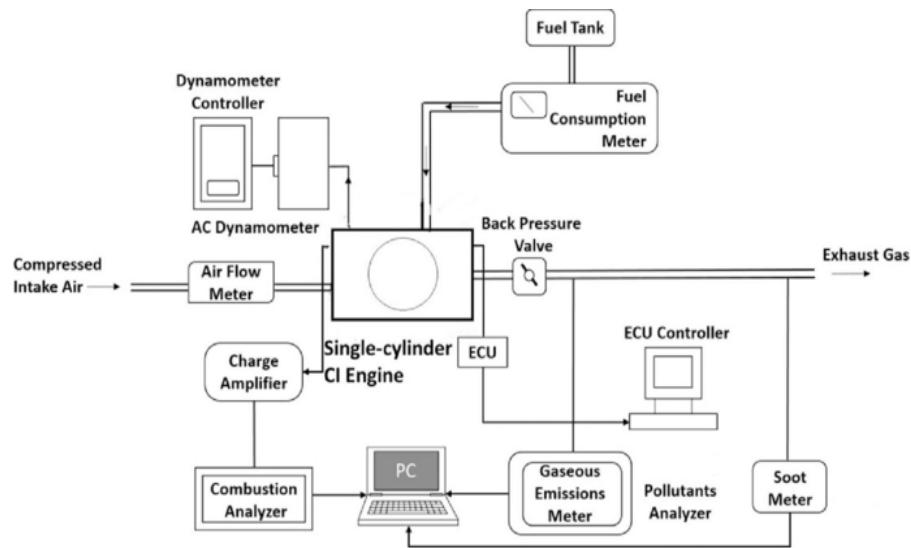 Fuel Tank
Dynamometer
Controller
Fuel
Consumption
Meter
AC Dynamometer
Back Pressure
Valve
Compressed
Intake Air
Air Flow
Meter
Exhaust Gas
Single-cylinder
CI Engine
ECU
ECU Controller
Charge
Amplifier
PC
Combustion
Analyzer
Gaseous
Emissions
Meter
Pollutants
Analyzer
Soot
Meter